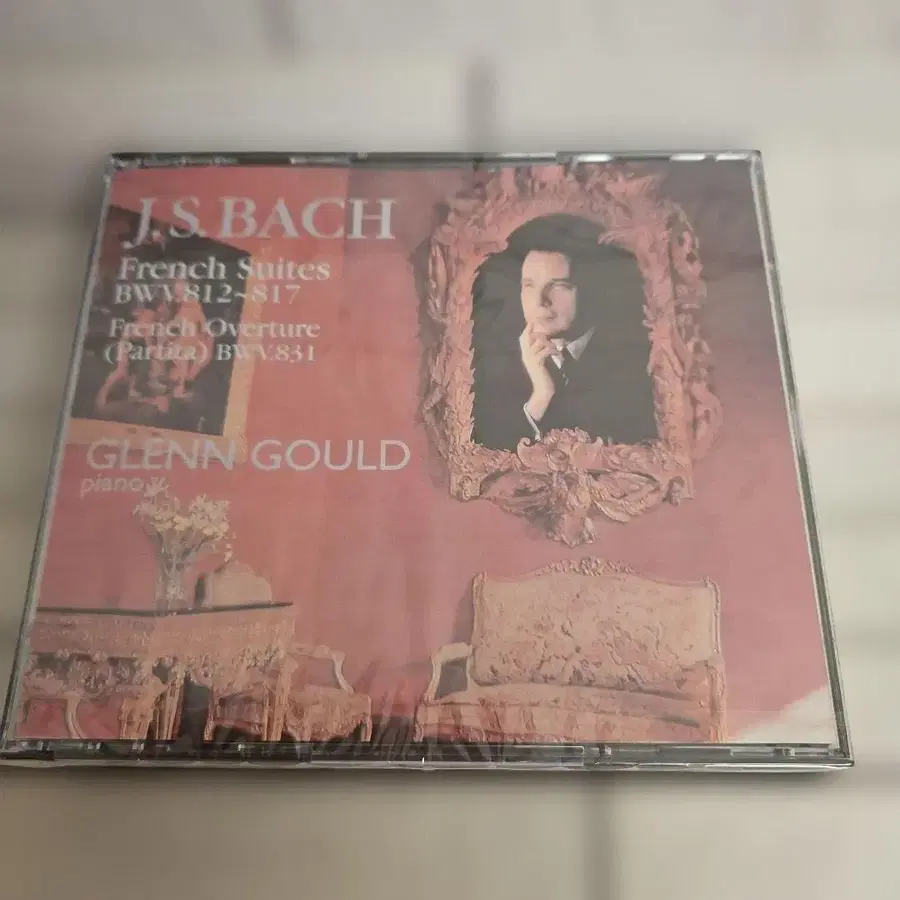 J.S. BACH
French Suites
BWV.812~817
French Overture
(Partita) BWV.831
GLENN GOULD
piano